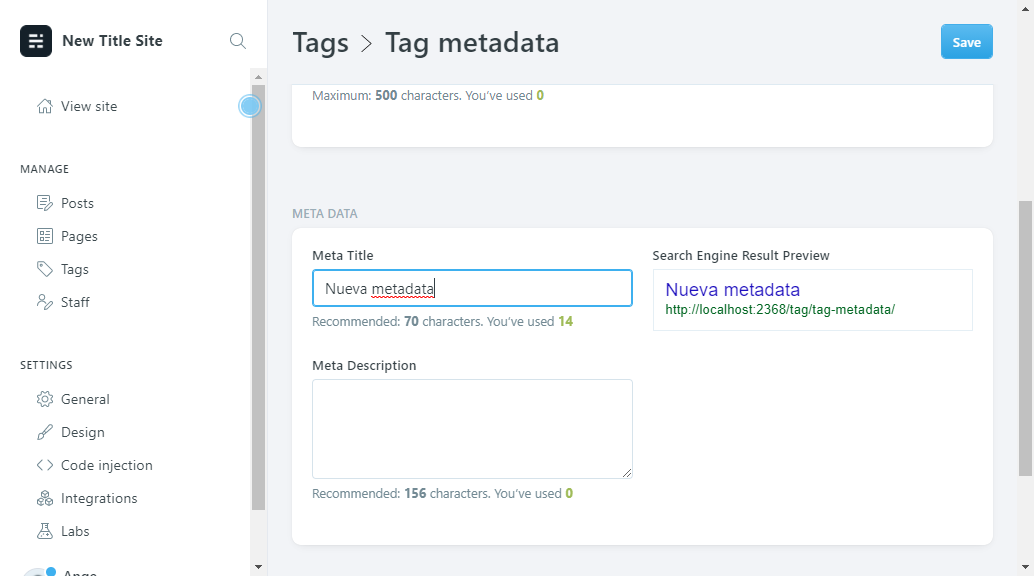 New Title Site
View site
MANAGE
Posts
Pages
Tags
Staff
SETTINGS
General
Design
Code injection
Integrations
Labs
Ange
Tags > Tag metadata
Save
Maximum: 500 characters. You’ve used 0
META DATA
Meta Title
Nueva metadata
Recommended: 70 characters. You’ve used 14
Meta Description
Recommended: 156 characters. You’ve used 0
Search Engine Result Preview
Nueva metadata
http://localhost:2368/tag/tag-metadata/